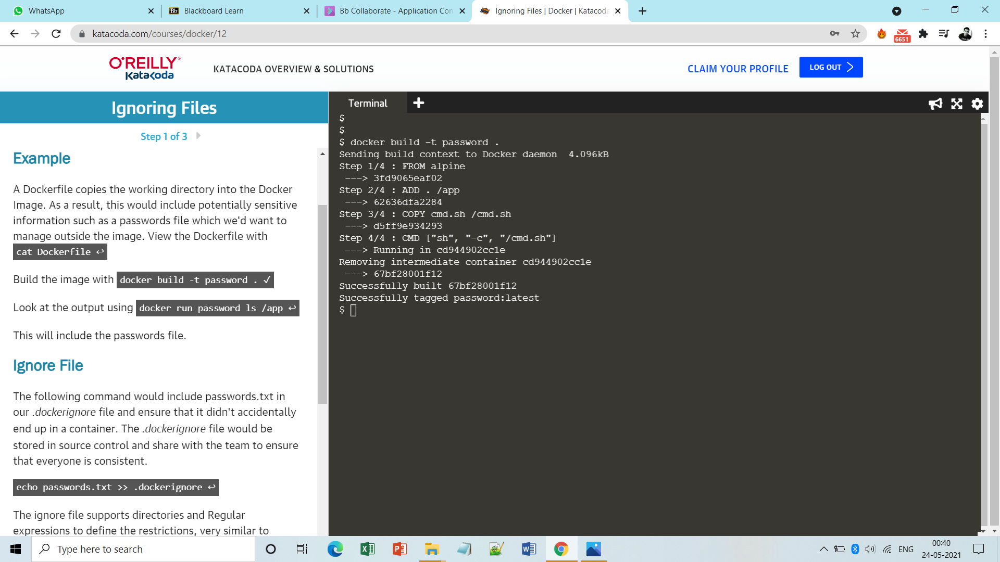 WhatsApp
Bb Blackboard Learn
Bb Collaborate - Application Con
Ignoring Files | Docker | Katacoda
katacoda.com/courses/docker/12
6651
O'REILLY®
Katacoda
KATACODA OVERVIEW & SOLUTIONS
CLAIM YOUR PROFILE
LOG OUT
Ignoring Files
Step 1 of 3
Example
A Dockerfile copies the working directory into the Docker
Image. As a result, this would include potentially sensitive
information such as a passwords file which we'd want to
manage outside the image. View the Dockerfile with
cat Dockerfile ↩
Build the image with docker build -t password . ✓
Look at the output using docker run password ls /app ↩
This will include the passwords file.
Ignore File
The following command would include passwords.txt in
our .dockerignore file and ensure that it didn't accidentally
end up in a container. The .dockerignore file would be
stored in source control and share with the team to ensure
that everyone is consistent.
echo passwords.txt >> .dockerignore ↩
The ignore file supports directories and Regular
expressions to define the restrictions, very similar to
Terminal
$
$
$ docker build -t password .
Sending build context to Docker daemon  4.096kB
Step 1/4 : FROM alpine
 ---> 3fd9065eaf02
Step 2/4 : ADD . /app
 ---> 62636dfa2284
Step 3/4 : COPY cmd.sh /cmd.sh
 ---> d5ff9e934293
Step 4/4 : CMD ["sh", "-c", "/cmd.sh"]
 ---> Running in cd944902cc1e
Removing intermediate container cd944902cc1e
 ---> 67bf28001f12
Successfully built 67bf28001f12
Successfully tagged password:latest
$
Type here to search
ENG
00:40
24-05-2021